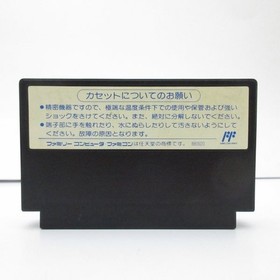 カセットについてのお願い
●精密機器ですので、極端な温度条件下での使用や保管および強い
ショックをさけてください。また、絶対に分解しないでください。
●端子部に手を触れたり、水にぬらしたりして汚さないようにして
ください。故障の原因となります。
ファミリーコンピュータ ファミコンは任天堂の商標です。
FF